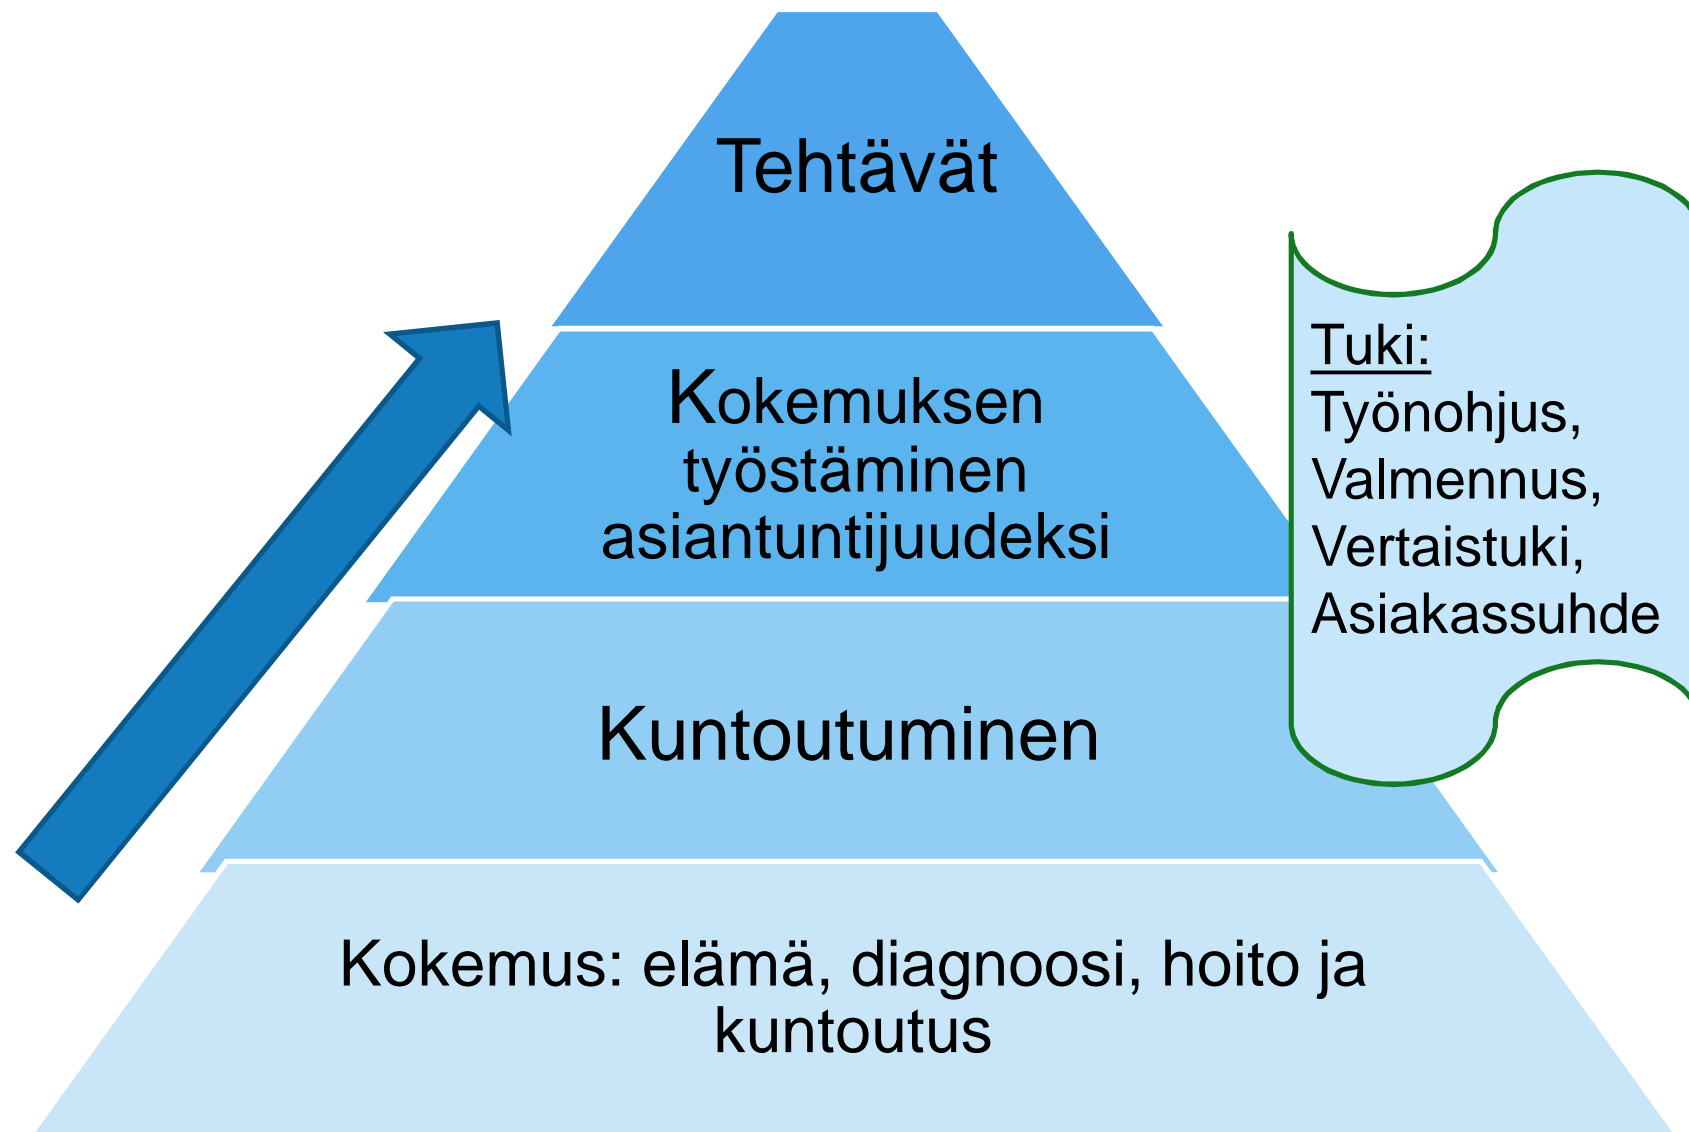 Tehtävät
Kokemuksen
työstäminen
asiantuntijuudeksi
Kuntoutuminen
Kokemus: elämä, diagnoosi, hoito ja
kuntoutus
Tuki:
Työnohjus,
Valmennus,
Vertaistuki,
Asiakassuhde